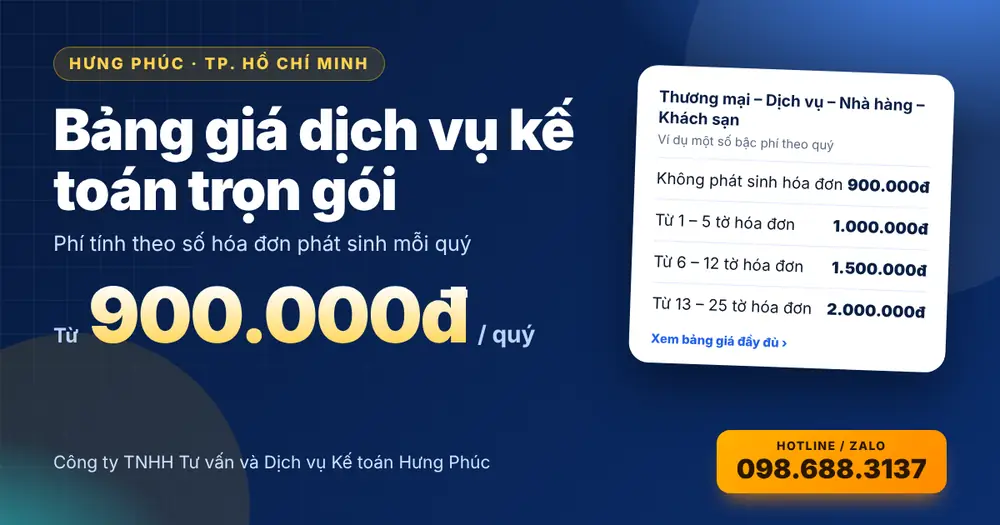 HƯNG PHÚC · TP. HỒ CHÍ MINH
Bảng giá dịch vụ kế
toán trọn gói
Phí tính theo số hóa đơn phát sinh mỗi quý
Từ 900.000đ / quý
Công ty TNHH Tư vấn và Dịch vụ Kế toán Hưng Phúc
Thương mại – Dịch vụ – Nhà hàng –
Khách sạn
Ví dụ một số bậc phí theo quý
Không phát sinh hóa đơn 900.000đ
Từ 1 – 5 tờ hóa đơn 1.000.000đ
Từ 6 – 12 tờ hóa đơn 1.500.000đ
Từ 13 – 25 tờ hóa đơn 2.000.000đ
Xem bảng giá đầy đủ ›
HOTLINE / ZALO
098.688.3137